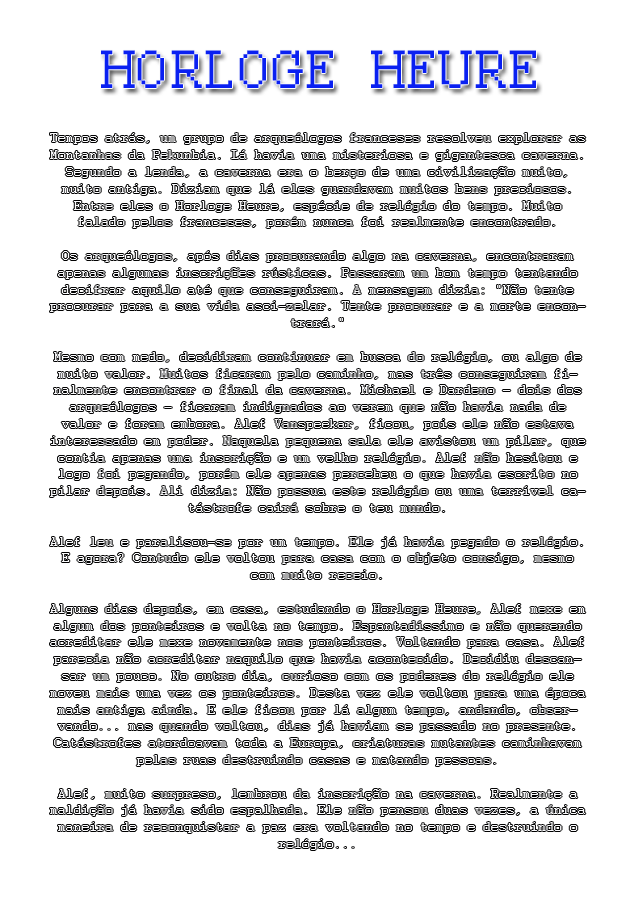 HORLOGE HEURE
Tempos atrás, um grupo de arqueólogos franceses resolveu explorar as
Montanhas da Pekunbia. Lá havia uma misteriosa e gigantesca caverna.
Segundo a lenda, a caverna era o berço de uma civilização muito,
muito antiga. Diziam que lá eles guardavam muitos bens preciosos.
Entre eles o Horloge Heure, espécie de relógio do tempo. Muito
falado pelos franceses, porém nunca foi realmente encontrado.
Os arqueólogos, após dias procurando algo na caverna, encontraram
apenas algumas inscrições rústicas. Passaram um bom tempo tentando
decifrar aquilo até que conseguiram. A mensagem dizia: "Não tente
procurar para a sua vida asci-zelar. Tente procurar e a morte encon-
trará."
Mesmo com medo, decidiram continuar em busca do relógio, ou algo de
muito valor. Muitos ficaram pelo caminho, mas três conseguiram fi-
nalmente encontrar o final da caverna. Michael e Dardeno - dois dos
arqueólogos - ficaram indignados ao verem que não havia nada de
valor e foram embora. Alef Vanspeekar, ficou, pois ele não estava
interessado em poder. Naquela pequena sala ele avistou um pilar, que
contia apenas uma inscrição e um velho relógio. Alef não hesitou e
logo foi pegando, porém ele apenas percebeu o que havia escrito no
pilar depois. Ali dizia: Não possua este relógio ou uma terrível ca-
tástrofe cairá sobre o teu mundo.
Alef leu e paralisou-se por um tempo. Ele já havia pegado o relógio.
E agora? Contudo ele voltou para casa com o objeto consigo, mesmo
com muito receio.
Alguns dias depois, em casa, estudando o Horloge Heure, Alef mexe em
algum dos ponteiros e volta no tempo. Espantadíssimo e não querendo
acreditar ele mexe novamente nos ponteiros. Voltando para casa. Alef
parecia não acreditar naquilo que havia acontecido. Decidiu descan-
sar um pouco. No outro dia, curioso com os poderes do relógio ele
moveu mais uma vez os ponteiros. Desta vez ele voltou para uma época
mais antiga ainda. E ele ficou por lá algum tempo, andando, obser-
vando... mas quando voltou, dias já haviam se passado no presente.
Catástrofes atordoavam toda a Europa, criaturas mutantes caminhavam
pelas ruas destruindo casas e matando pessoas.
Alef, muito surpreso, lembrou da inscrição na caverna. Realmente a
maldição já havia sido espalhada. Ele não pensou duas vezes, a única
maneira de reconquistar a paz era voltando no tempo e destruindo o
relógio...